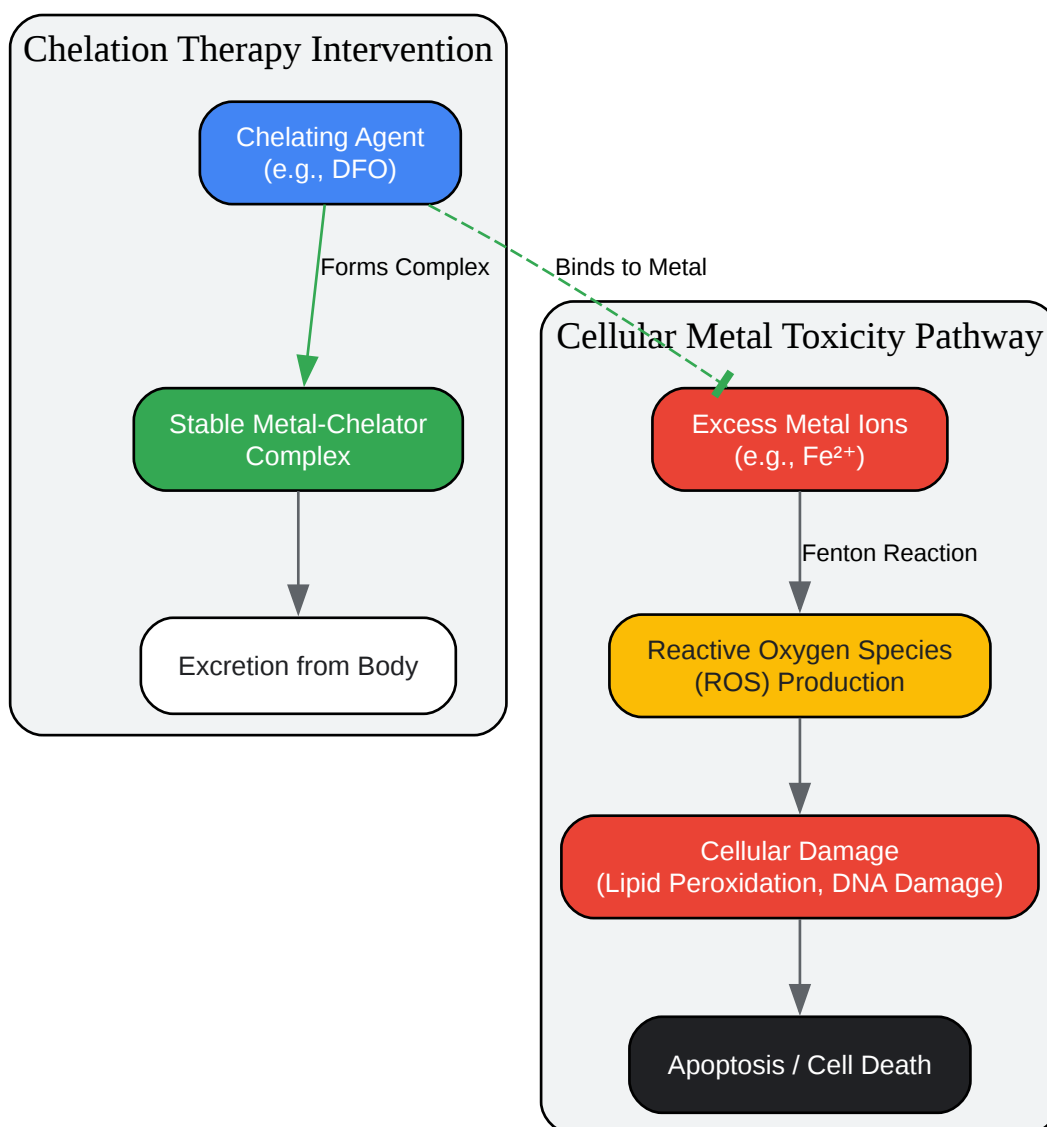 Chelation Therapy Intervention
Chelating Agent
(e.g., DFO)
Forms Complex
Binds to Metal
Stable Metal-Chelator
Complex
Excretion from Body
Cellular Metal Toxicity Pathway
Excess Metal Ions
(e.g., Fe²⁺)
Fenton Reaction
Reactive Oxygen Species
(ROS) Production
Cellular Damage
(Lipid Peroxidation, DNA Damage)
Apoptosis / Cell Death